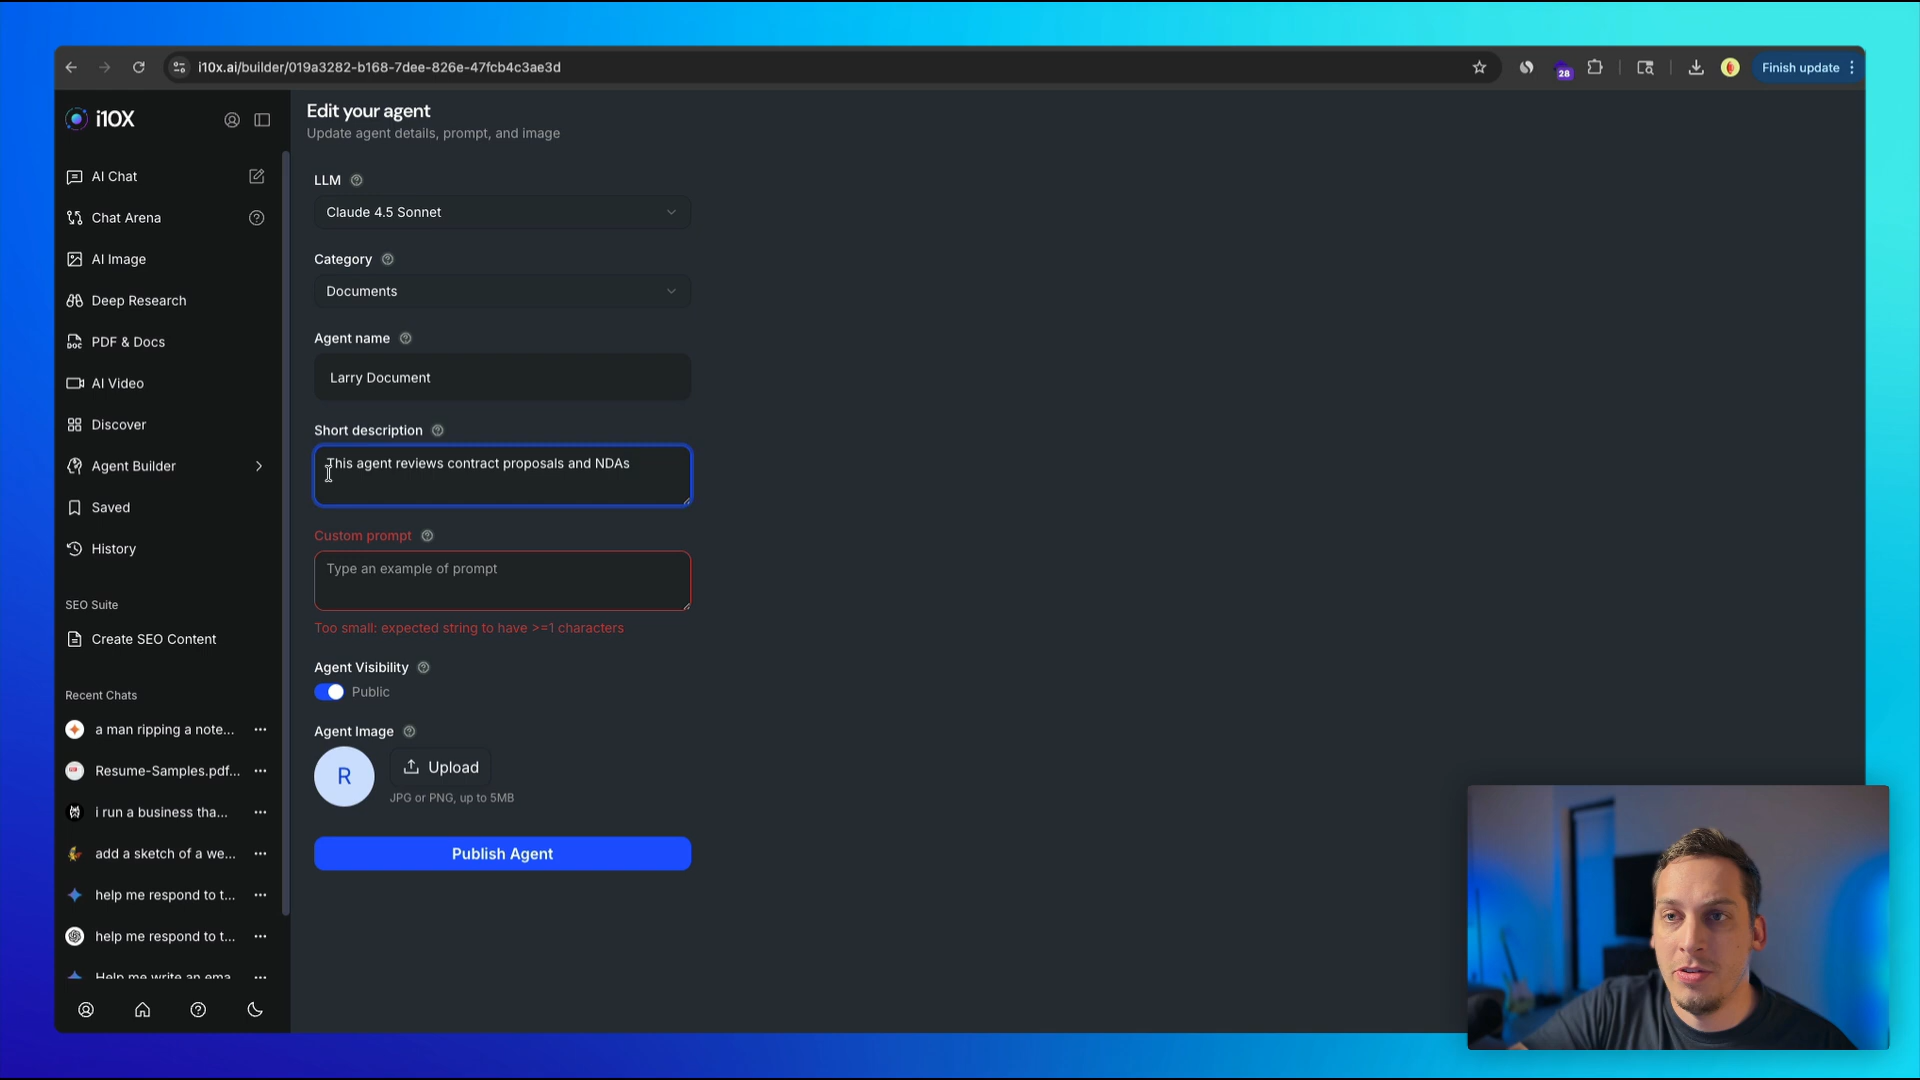 i10x.ai/builder/019a3282-b168-7dee-826e-47fcb4c3ae3d
28
Finish update
i10X
AI Chat
Chat Arena
AI Image
Deep Research
PDF & Docs
AI Video
Discover
Agent Builder
Saved
History
SEO Suite
Create SEO Content
Recent Chats
a man ripping a note...
Resume-Samples.pdf...
i run a business tha...
add a sketch of a we...
help me respond to t...
help me respond to t...
Help me write an ema...
Edit your agent
Update agent details, prompt, and image
LLM
Claude 4.5 Sonnet
Category
Documents
Agent name
Larry Document
Short description
This agent reviews contract proposals and NDAs
Custom prompt
Type an example of prompt
Too small: expected string to have >=1 characters
Agent Visibility
Public
Agent Image
R
Upload
JPG or PNG, up to 5MB
Publish Agent